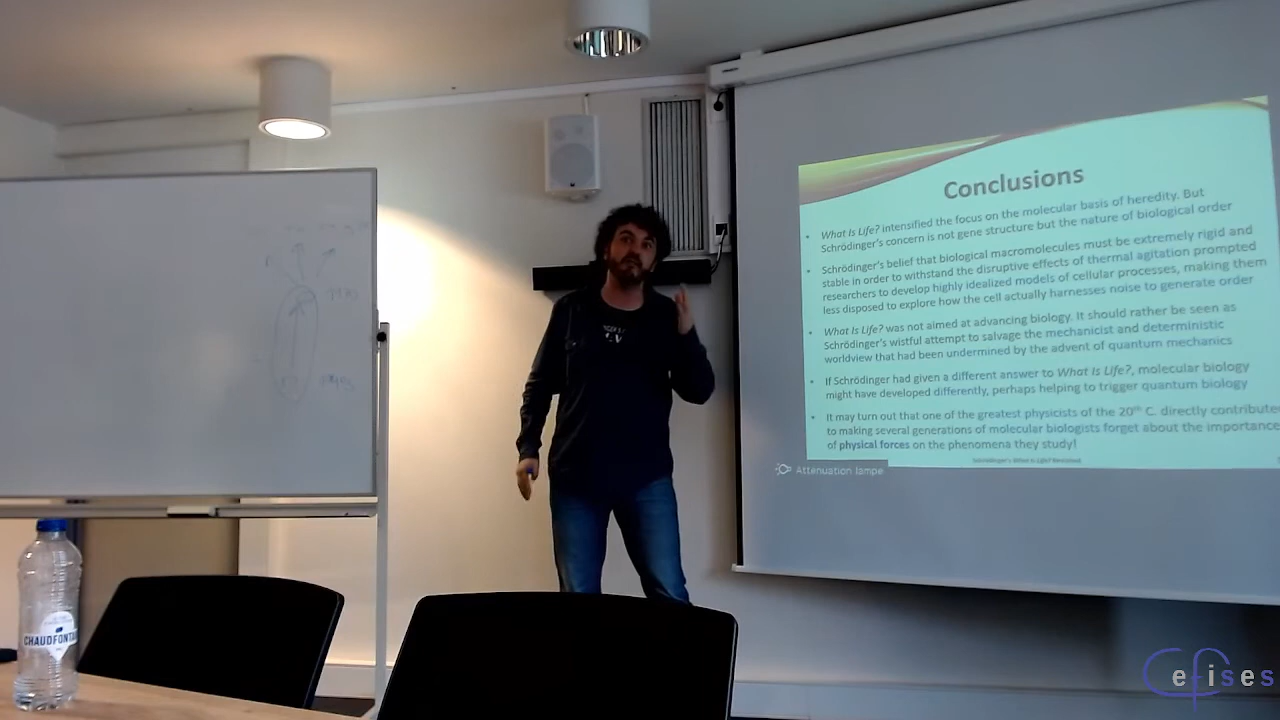 Conclusions
• What Is Life? intensified the focus on the molecular basis of heredity. But
Schrödinger's concern is not gene structure but the nature of biological order
• Schrödinger's belief that biological macromolecules must be extremely rigid and
stable in order to withstand the disruptive effects of thermal agitation prompted
researchers to develop highly idealized models of cellular processes, making them
less disposed to explore how the cell actually harnesses noise to generate order
• What Is Life? was not aimed at advancing biology. It should rather be seen as
Schrödinger's wistful attempt to salvage the mechanicist and deterministic
worldview that had been undermined by the advent of quantum mechanics
• If Schrödinger had given a different answer to What Is Life?, molecular biology
might have developed differently, perhaps helping to trigger quantum biology
• It may turn out that one of the greatest physicists of the 20th C. directly contribute
to making several generations of molecular biologists forget about the importance
of physical forces on the phenomena they study!
Schrödinger's What Is Life? Revisited
Attenuation lampe
CHAUDFONTA
Cefises